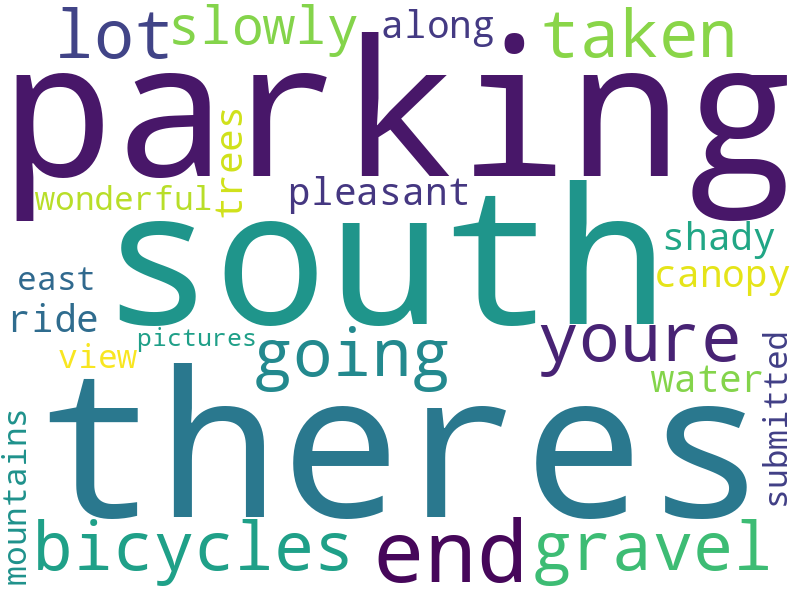 lot slowly along taken
parking
trees
wonderful pleasant
south
shady
canopy
east
ride
pictures
view going youre
water
submitted
theres
mountains
bicycles end gravel